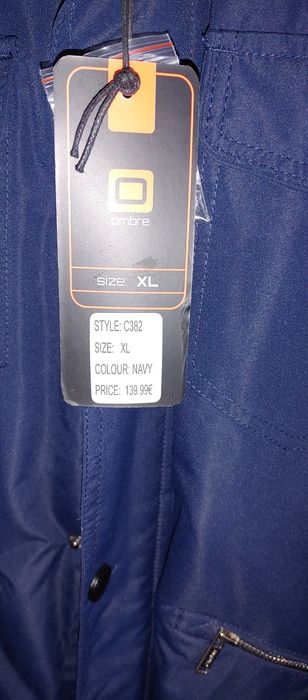 ombre
size: XL
STYLE: C382
SIZE: XL
COLOUR: NAVY
PRICE: 139.99€